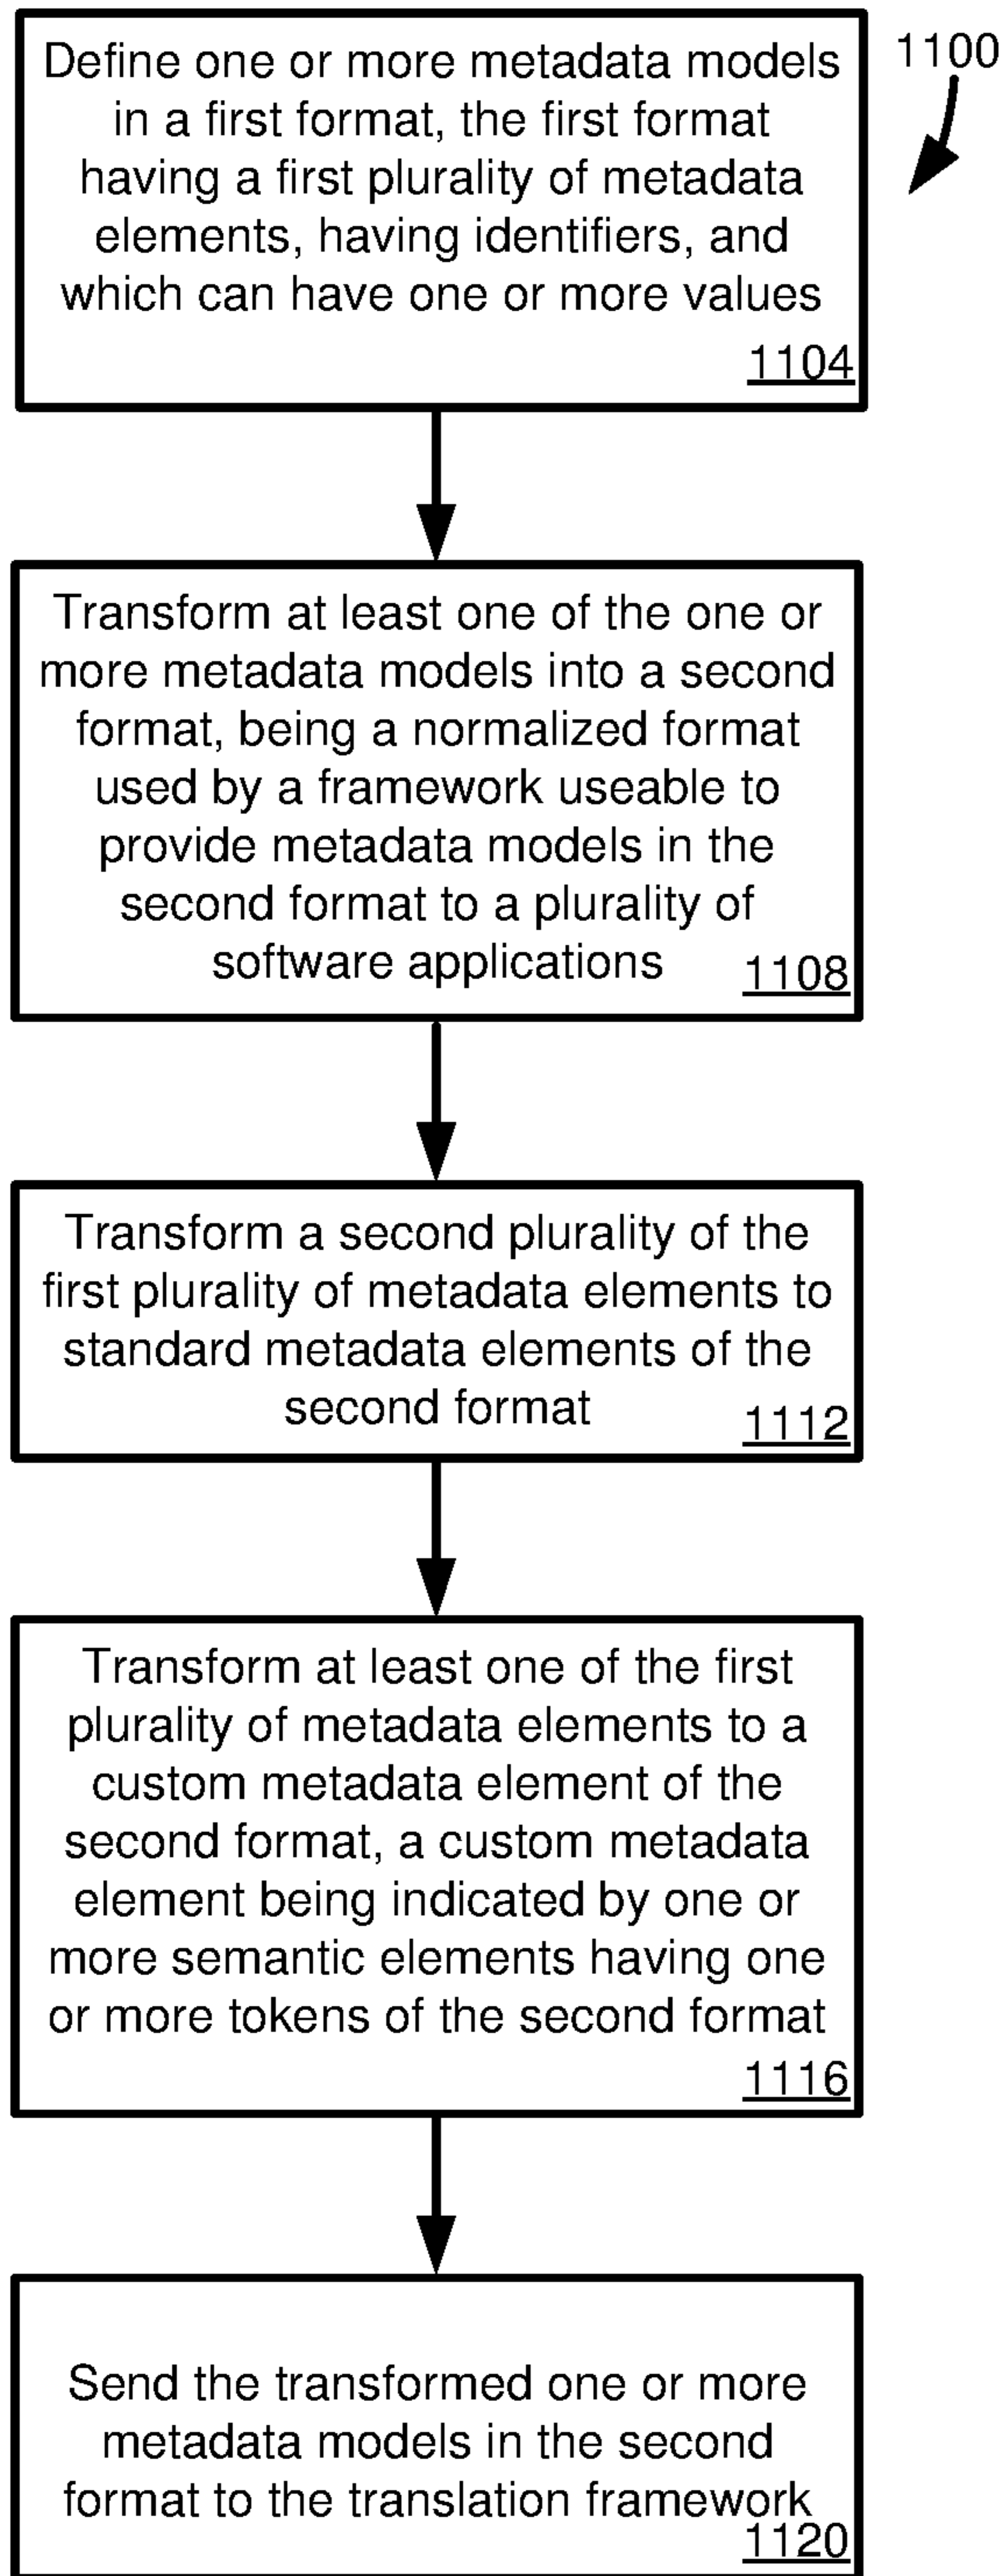 1100
Define one or more metadata models
in a first format, the first format
having a first plurality of metadata
elements, having identifiers, and
which can have one or more values
1104
Transform at least one of the one or
more metadata models into a second
format, being a normalized format
used by a framework useable to
provide metadata models in the
second format to a plurality of
software applications
1108
Transform a second plurality of the
first plurality of metadata elements to
standard metadata elements of the
second format
1112
Transform at least one of the first
plurality of metadata elements to a
custom metadata element of the
second format, a custom metadata
element being indicated by one or
more semantic elements having one
or more tokens of the second format
1116
Send the transformed one or more
metadata models in the second
format to the translation framework
1120